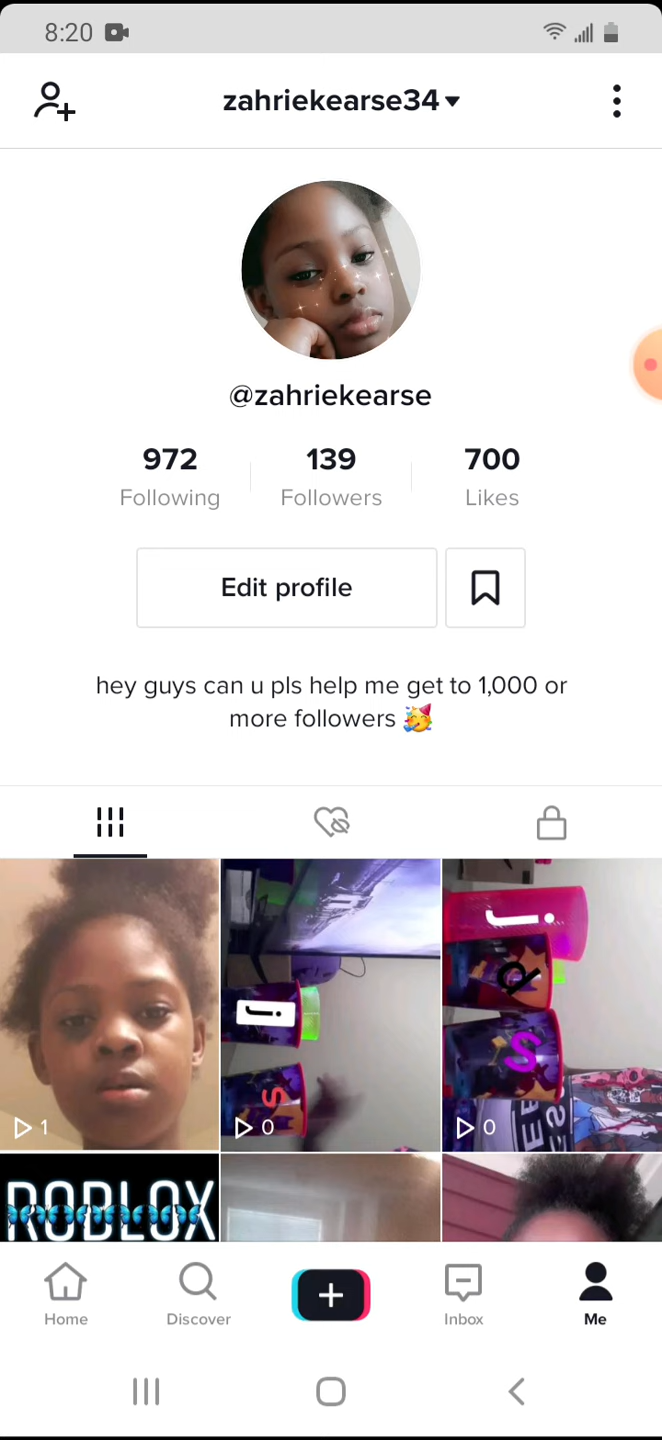 8:20
zahriekearse34
@zahriekearse
972
139
700
Following
Followers
Likes
Edit profile
hey guys can u pls help me get to 1,000 or
more followers 🥳
j
s
j
d
s
1
0
0
ROBLOX
Home
Discover
Inbox
Me